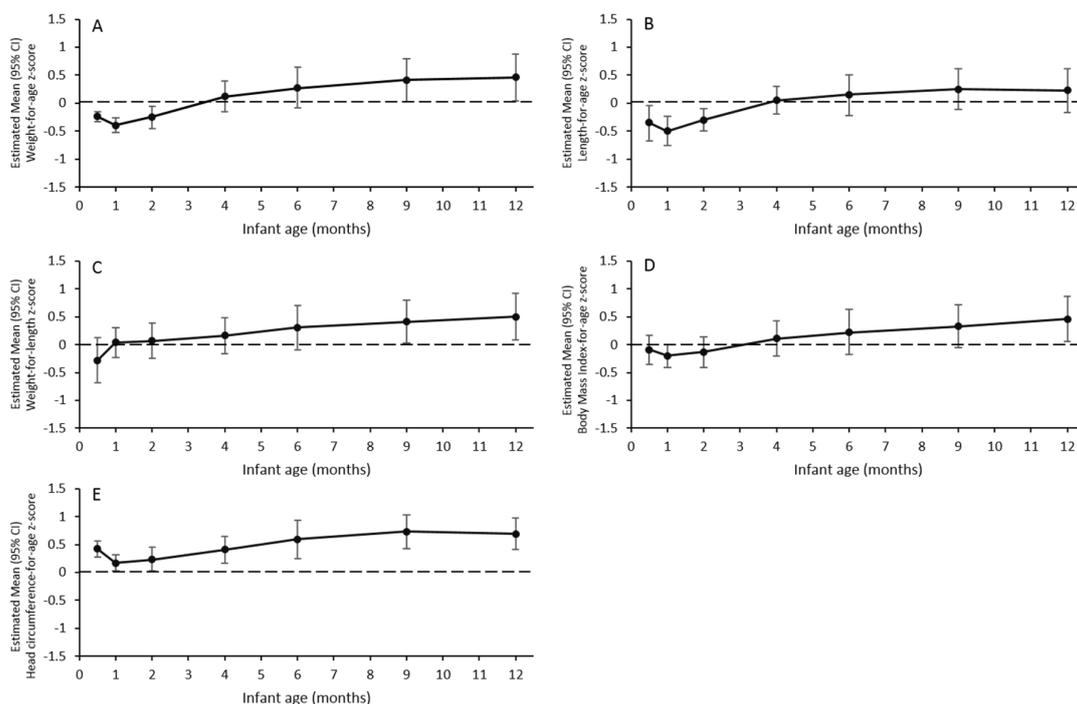 A
Estimated Mean (95% CI)
Weight-for-age z-score
1.5
1
0.5
0
-0.5
-1
-1.5
0 1 2 3 4 5 6 7 8 9 10 11 12
Infant age (months)
B
Estimated Mean (95% CI)
Length-for-age z-score
1.5
1
0.5
0
-0.5
-1
-1.5
0 1 2 3 4 5 6 7 8 9 10 11 12
Infant age (months)
C
Estimated Mean (95% CI)
Weight-for-length z-score
1.5
1
0.5
0
-0.5
-1
-1.5
0 1 2 3 4 5 6 7 8 9 10 11 12
Infant age (months)
D
Estimated Mean (95% CI)
Body Mass Index-for-age z-score
1.5
1
0.5
0
-0.5
-1
-1.5
0 1 2 3 4 5 6 7 8 9 10 11 12
Infant age (months)
E
Estimated Mean (95% CI)
Head circumference-for-age z-score
1.5
1
0.5
0
-0.5
-1
-1.5
0 1 2 3 4 5 6 7 8 9 10 11 12
Infant age (months)